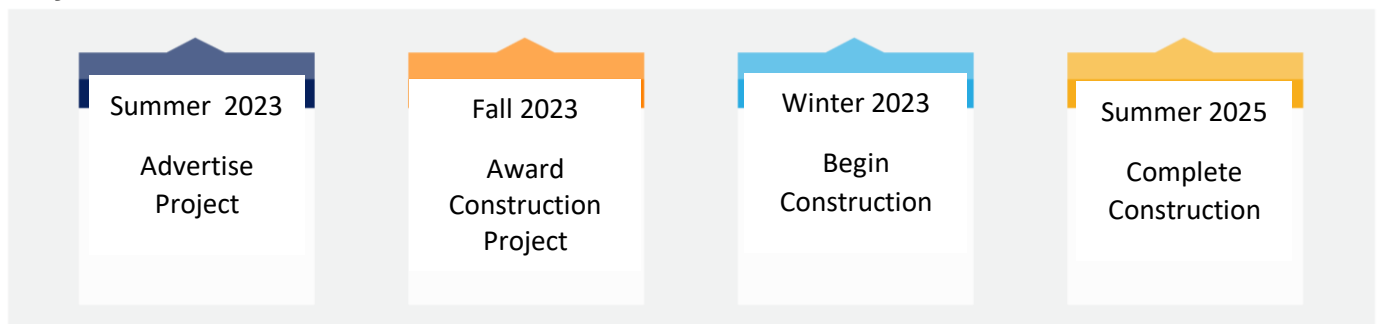 Summer  2023
Advertise
Project
Fall 2023
Award
Construction
Project
Winter 2023
Begin
Construction
Summer 2025
Complete
Construction